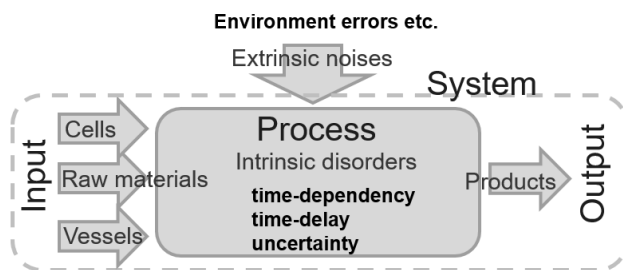 Environment errors etc.
Extrinsic noises
System
Input
Cells
Raw materials
Vessels
Process
Intrinsic disorders
time-dependency
time-delay
uncertainty
Products
Output